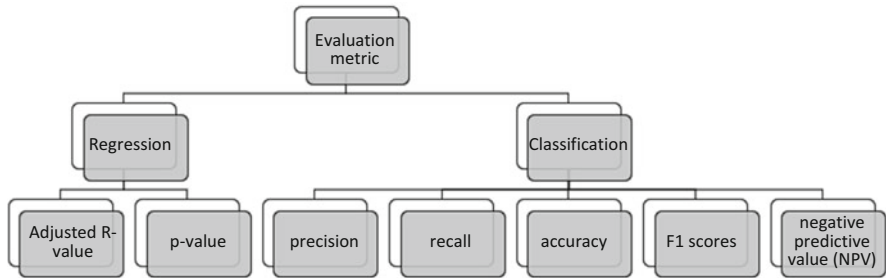 Evaluation
metric
Regression
Classification
Adjusted R-
value
p-value
precision
recall
accuracy
F1 scores
negative
predictive
value (NPV)